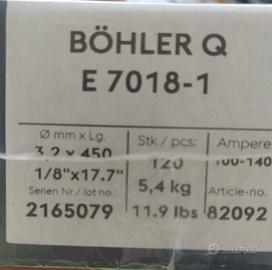 BÖHLER Q
E 7018-1
Ø mm x Lg. Stk / pcs: Ampere
3,2 x 450 120 100-140
1/8"x17.7" 5,4 kg
Serien Nr./ lot no.: Article-no.
2165079 11.9 lbs 82092
subito